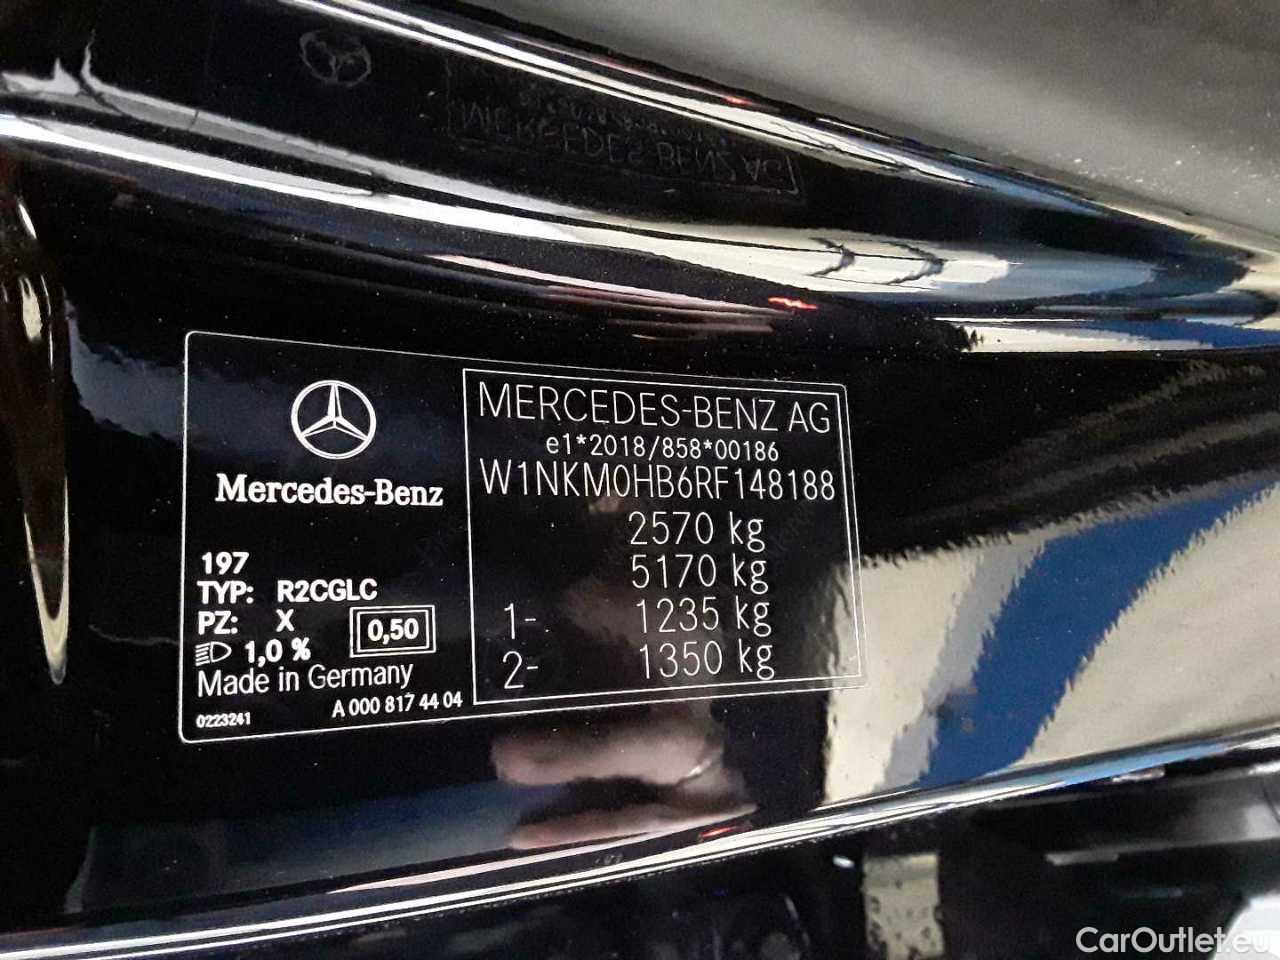 Mercedes-Benz
197
TYP: R2CGLC
PZ: X
0,50
1,0 %
Made in Germany
0223241
A 000 817 44 04
MERCEDES-BENZ AG
e1*2018/858*00186
W1NKM0HB6RF148188
2570 kg
5170 kg
1- 1235 kg
2- 1350 kg
MERCEDES-BENZ AG
CarOutlet.eu